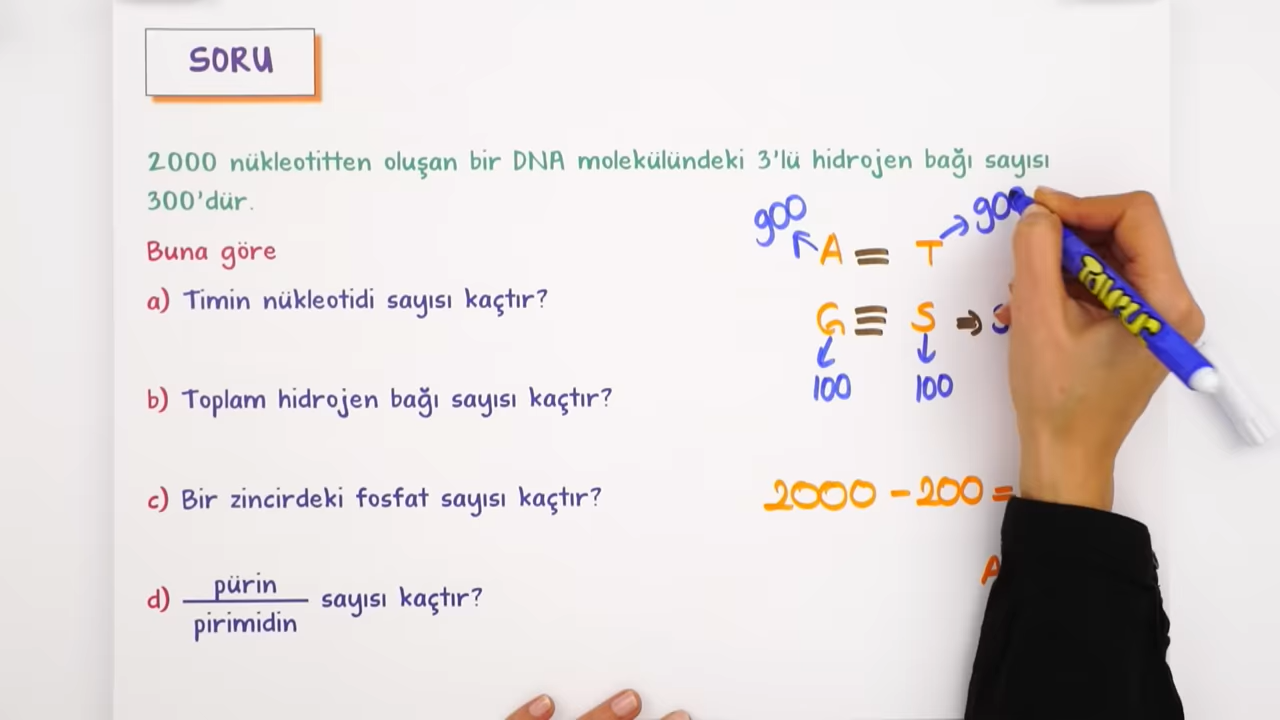 SORU
2000 nükleotitten oluşan bir DNA molekülündeki 3'lü hidrojen bağı sayısı
300'dür.
Buna göre
a) Timin nükleotidi sayısı kaçtır?
b) Toplam hidrojen bağı sayısı kaçtır?
c) Bir zincirdeki fosfat sayısı kaçtır?
d) pürin
pirimidin
sayısı kaçtır?
900
A = T → 900
G ≡ S →
100 100
2000 - 200 =
A